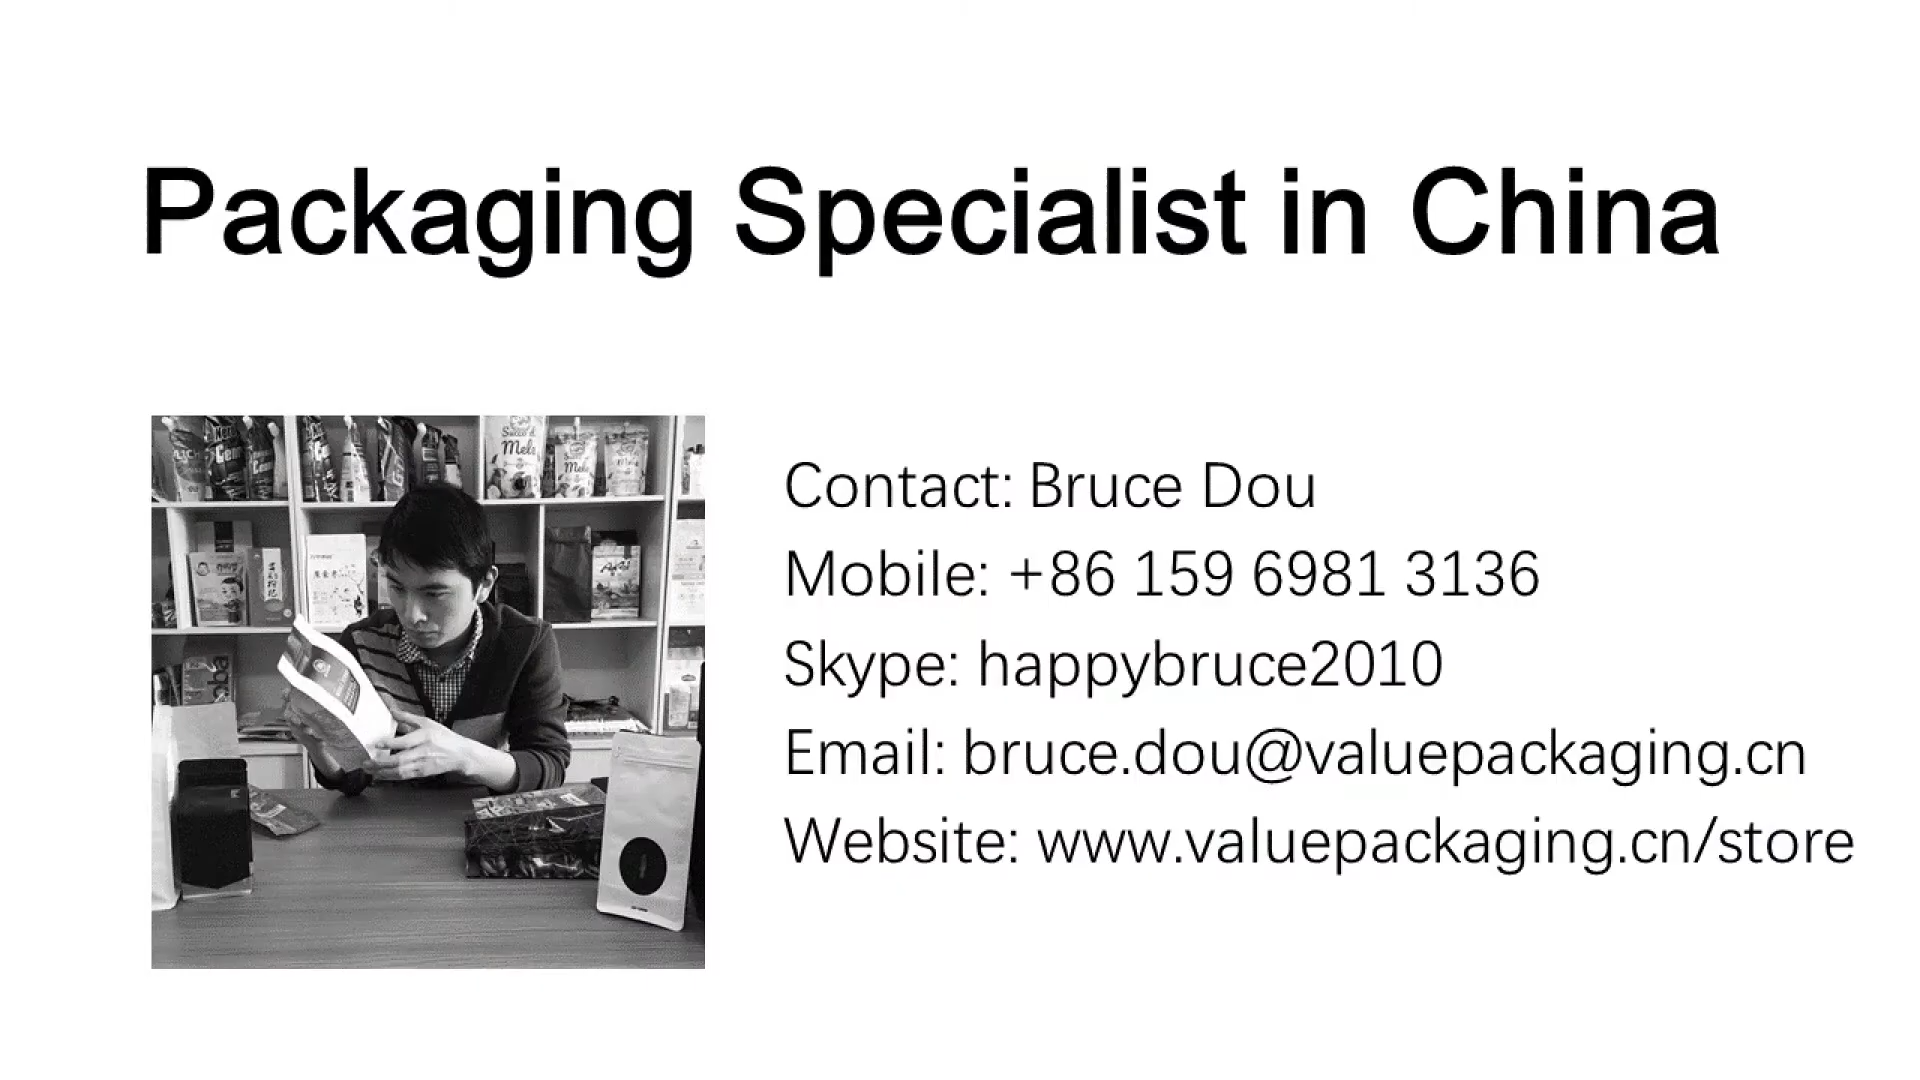 Packaging Specialist in China
Contact: Bruce Dou
Mobile: +86 159 6981 3136
Skype: happybruce2010
Email: bruce.dou@valuepackaging.cn
Website: www.valuepackaging.cn/store